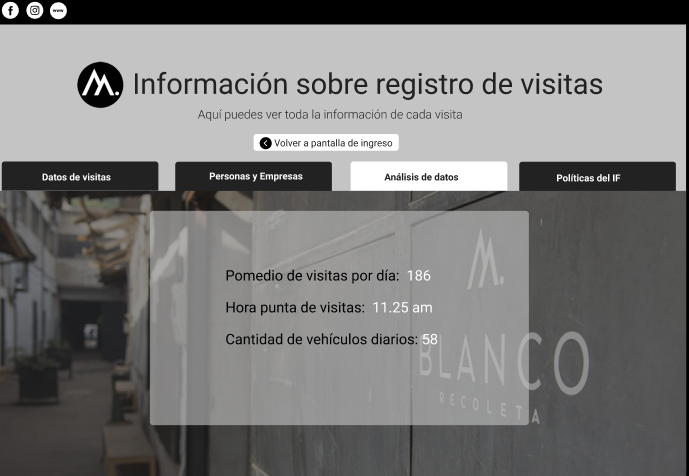 www
M. Información sobre registro de visitas
Aquí puedes ver toda la información de cada visita
Volver a pantalla de ingreso
Datos de visitas
Personas y Empresas
Análisis de datos
Políticas del IF
Pomedio de visitas por día: 186
Hora punta de visitas: 11.25 am
Cantidad de vehículos diarios: 58
M.
BLANCO
RECOLETA